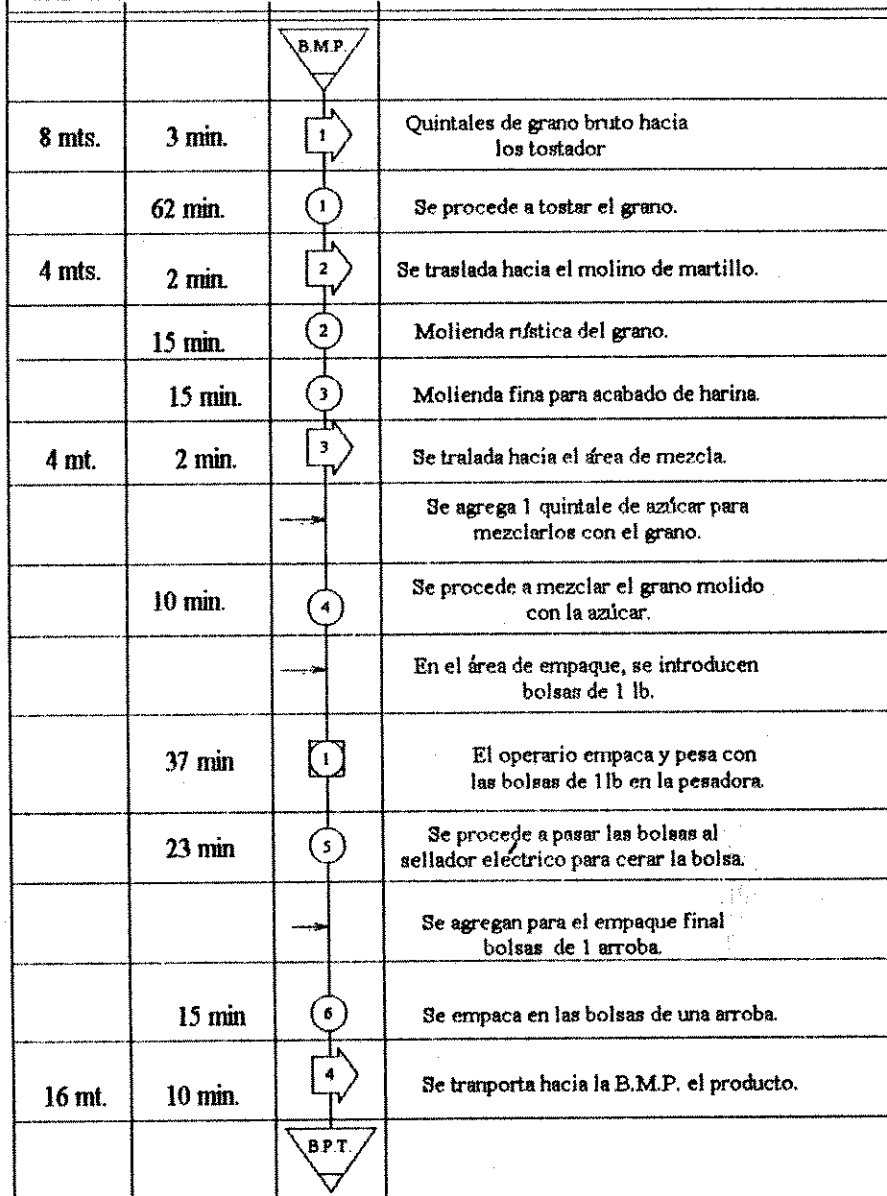 B.M.P.
8 mts. 3 min. 1 Quintales de grano bruto hacia
los tostador
62 min. 1 Se procede a tostar el grano.
4 mts. 2 min. 2 Se traslada hacia el molino de martillo.
15 min. 2 Molienda rústica del grano.
15 min. 3 Molienda fina para acabado de harina.
4 mt. 2 min. 3 Se tralada hacia el área de mezcla.
Se agrega 1 quintale de azúcar para
mezclarlos con el grano.
10 min. 4 Se procede a mezclar el grano molido
con la azúcar.
En el área de empaque, se introducen
bolsas de 1 lb.
37 min 1 El operario empaca y pesa con
las bolsas de 1lb en la pesadora.
23 min 5 Se procede a pasar las bolsas al
sellador eléctrico para cerar la bolsa.
Se agregan para el empaque final
bolsas de 1 arroba.
15 min 6 Se empaca en las bolsas de una arroba.
16 mt. 10 min. 4 Se tranporta hacia la B.M.P. el producto.
B.P.T.